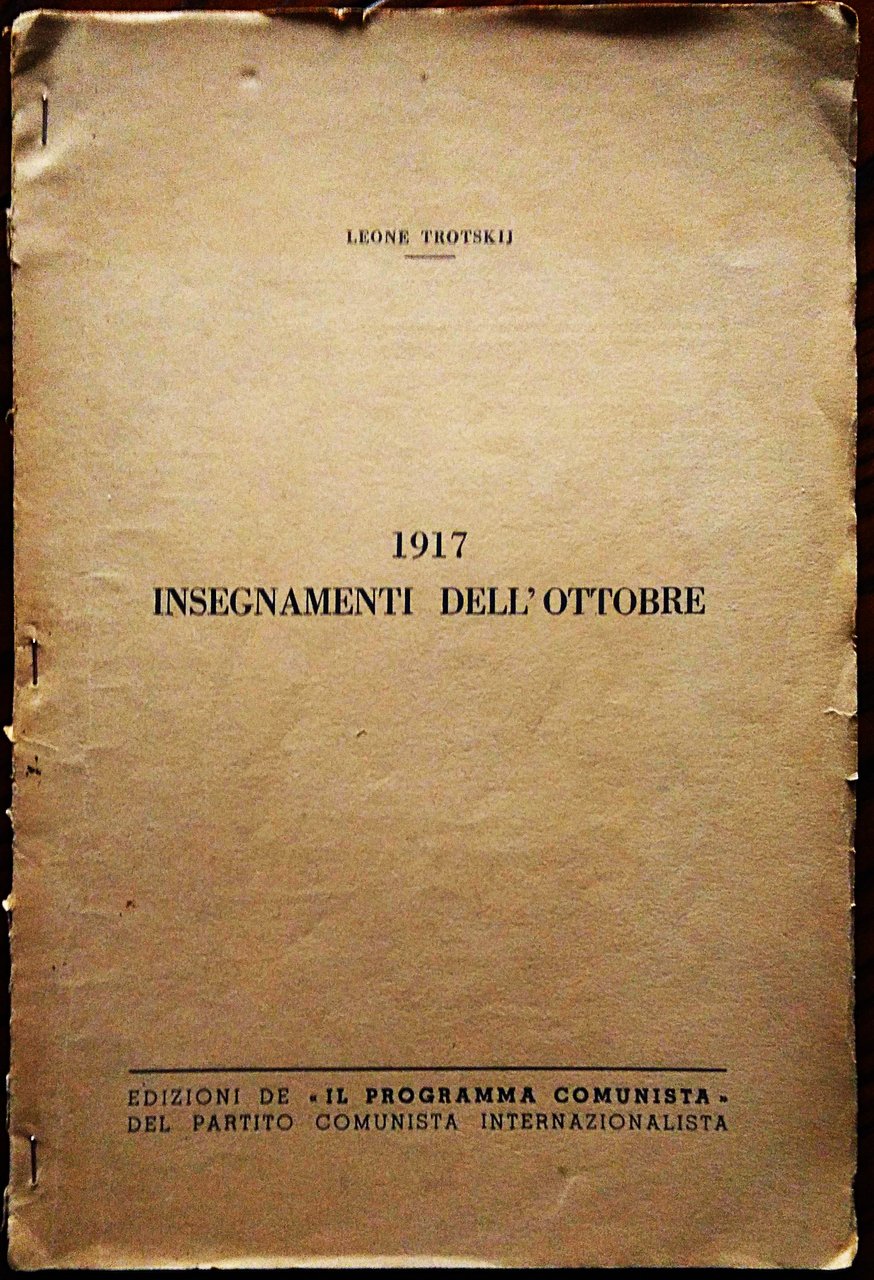 LEONE TROTSKIJ
1917
INSEGNAMENTI DELL'OTTOBRE
EDIZIONI DE «IL PROGRAMMA COMUNISTA»
DEL PARTITO COMUNISTA INTERNAZIONALISTA